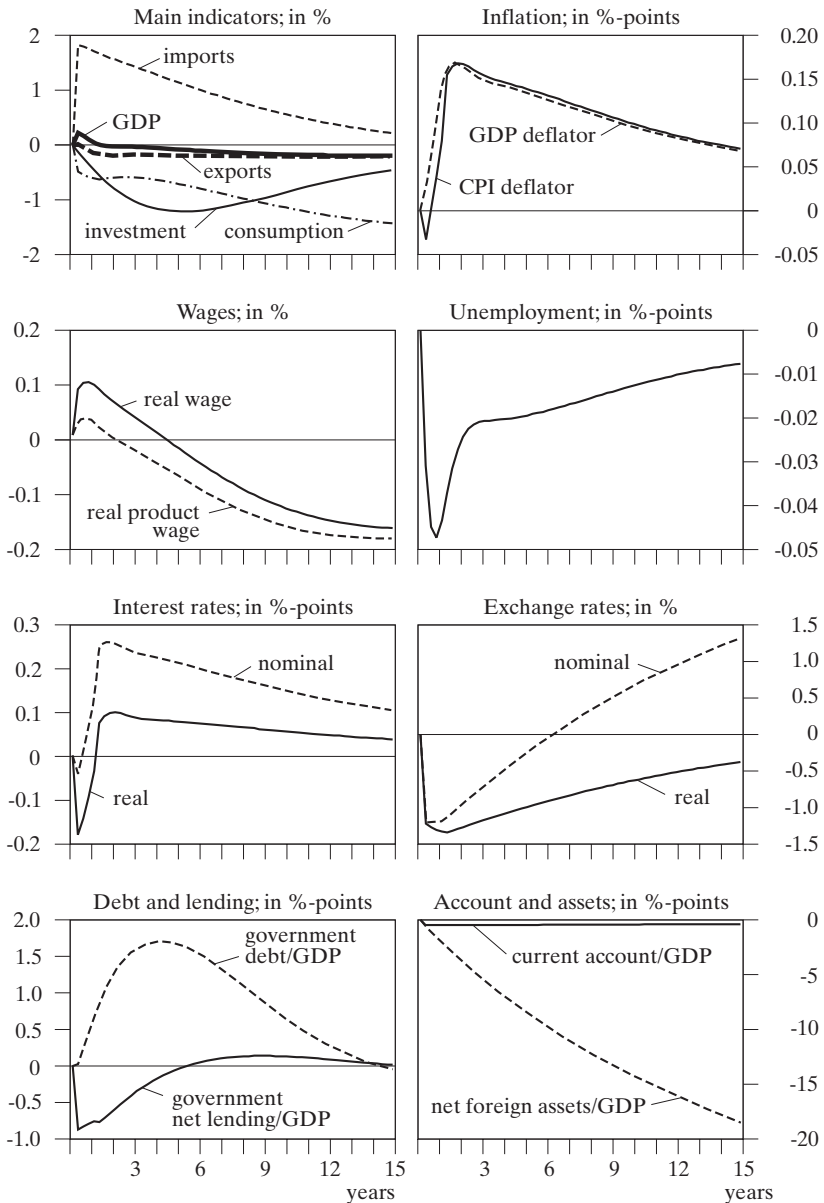 Main indicators; in %
2
1
0
-1
-2
imports
GDP
exports
investment
consumption
Inflation; in %-points
0.20
0.15
0.10
0.05
0
-0.05
GDP deflator
CPI deflator
Wages; in %
0.2
0.1
0
-0.1
-0.2
real wage
real product
wage
Unemployment; in %-points
0
-0.01
-0.02
-0.03
-0.04
-0.05
Interest rates; in %-points
0.3
0.2
0.1
0
-0.1
-0.2
nominal
real
Exchange rates; in %
1.5
1.0
0.5
0
-0.5
-1.0
-1.5
nominal
real
Debt and lending; in %-points
2.0
1.5
1.0
0.5
0
-0.5
-1.0
government
debt/GDP
government
net lending/GDP
3 6 9 12 15
years
Account and assets; in %-points
0
-5
-10
-15
-20
current account/GDP
net foreign assets/GDP
3 6 9 12 15
years